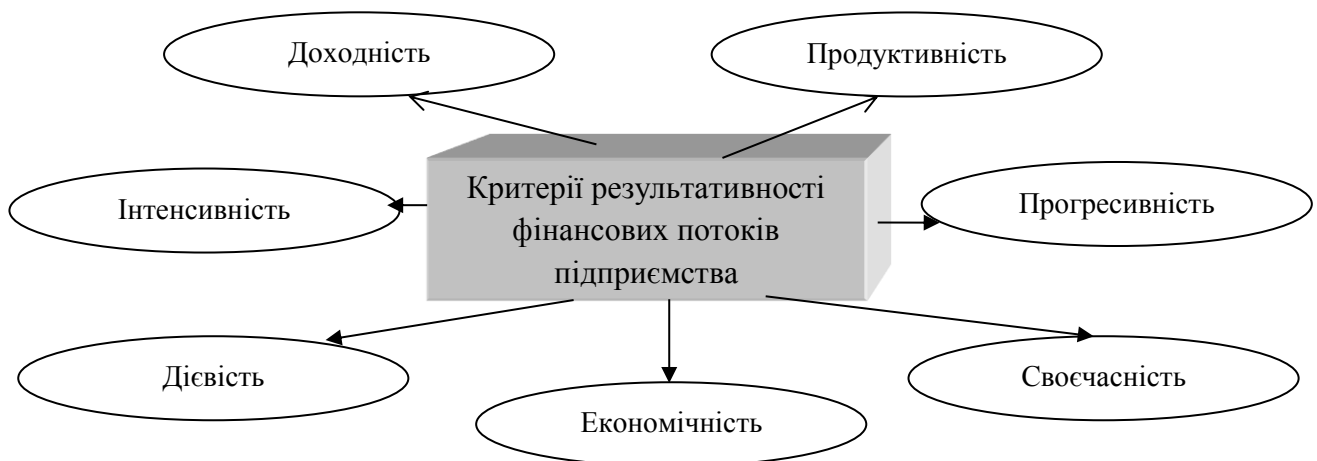 Доходність
Продуктивність
Інтенсивність
Критерії результативності
фінансових потоків
підприємства
Прогресивність
Дієвість
Економічність
Своєчасність